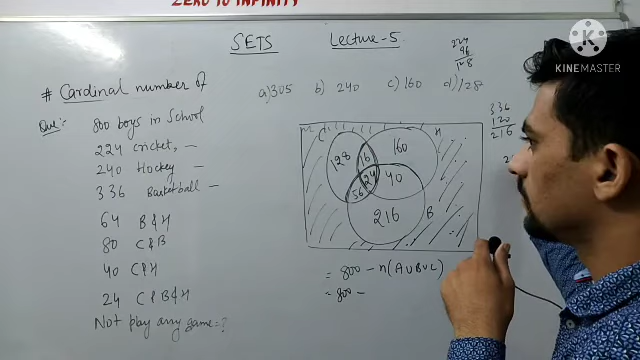 ZERO TO INFINITY
KINEMASTER
SETS Lecture-5
# Cardinal number of
a) 305 b) 240 c) 160 d) 128
224
96
128
336
120
216
2
Que:- 800 boys in School
224 Cricket, -
240 Hockey -
336 Basketball -
64 B&H
80 C&B
40 C&H
24 C & B & H
Not play any game = ?
C H
128 16 160
24 40
56
216 B
= 800 - n(AUBUC)
= 800 -